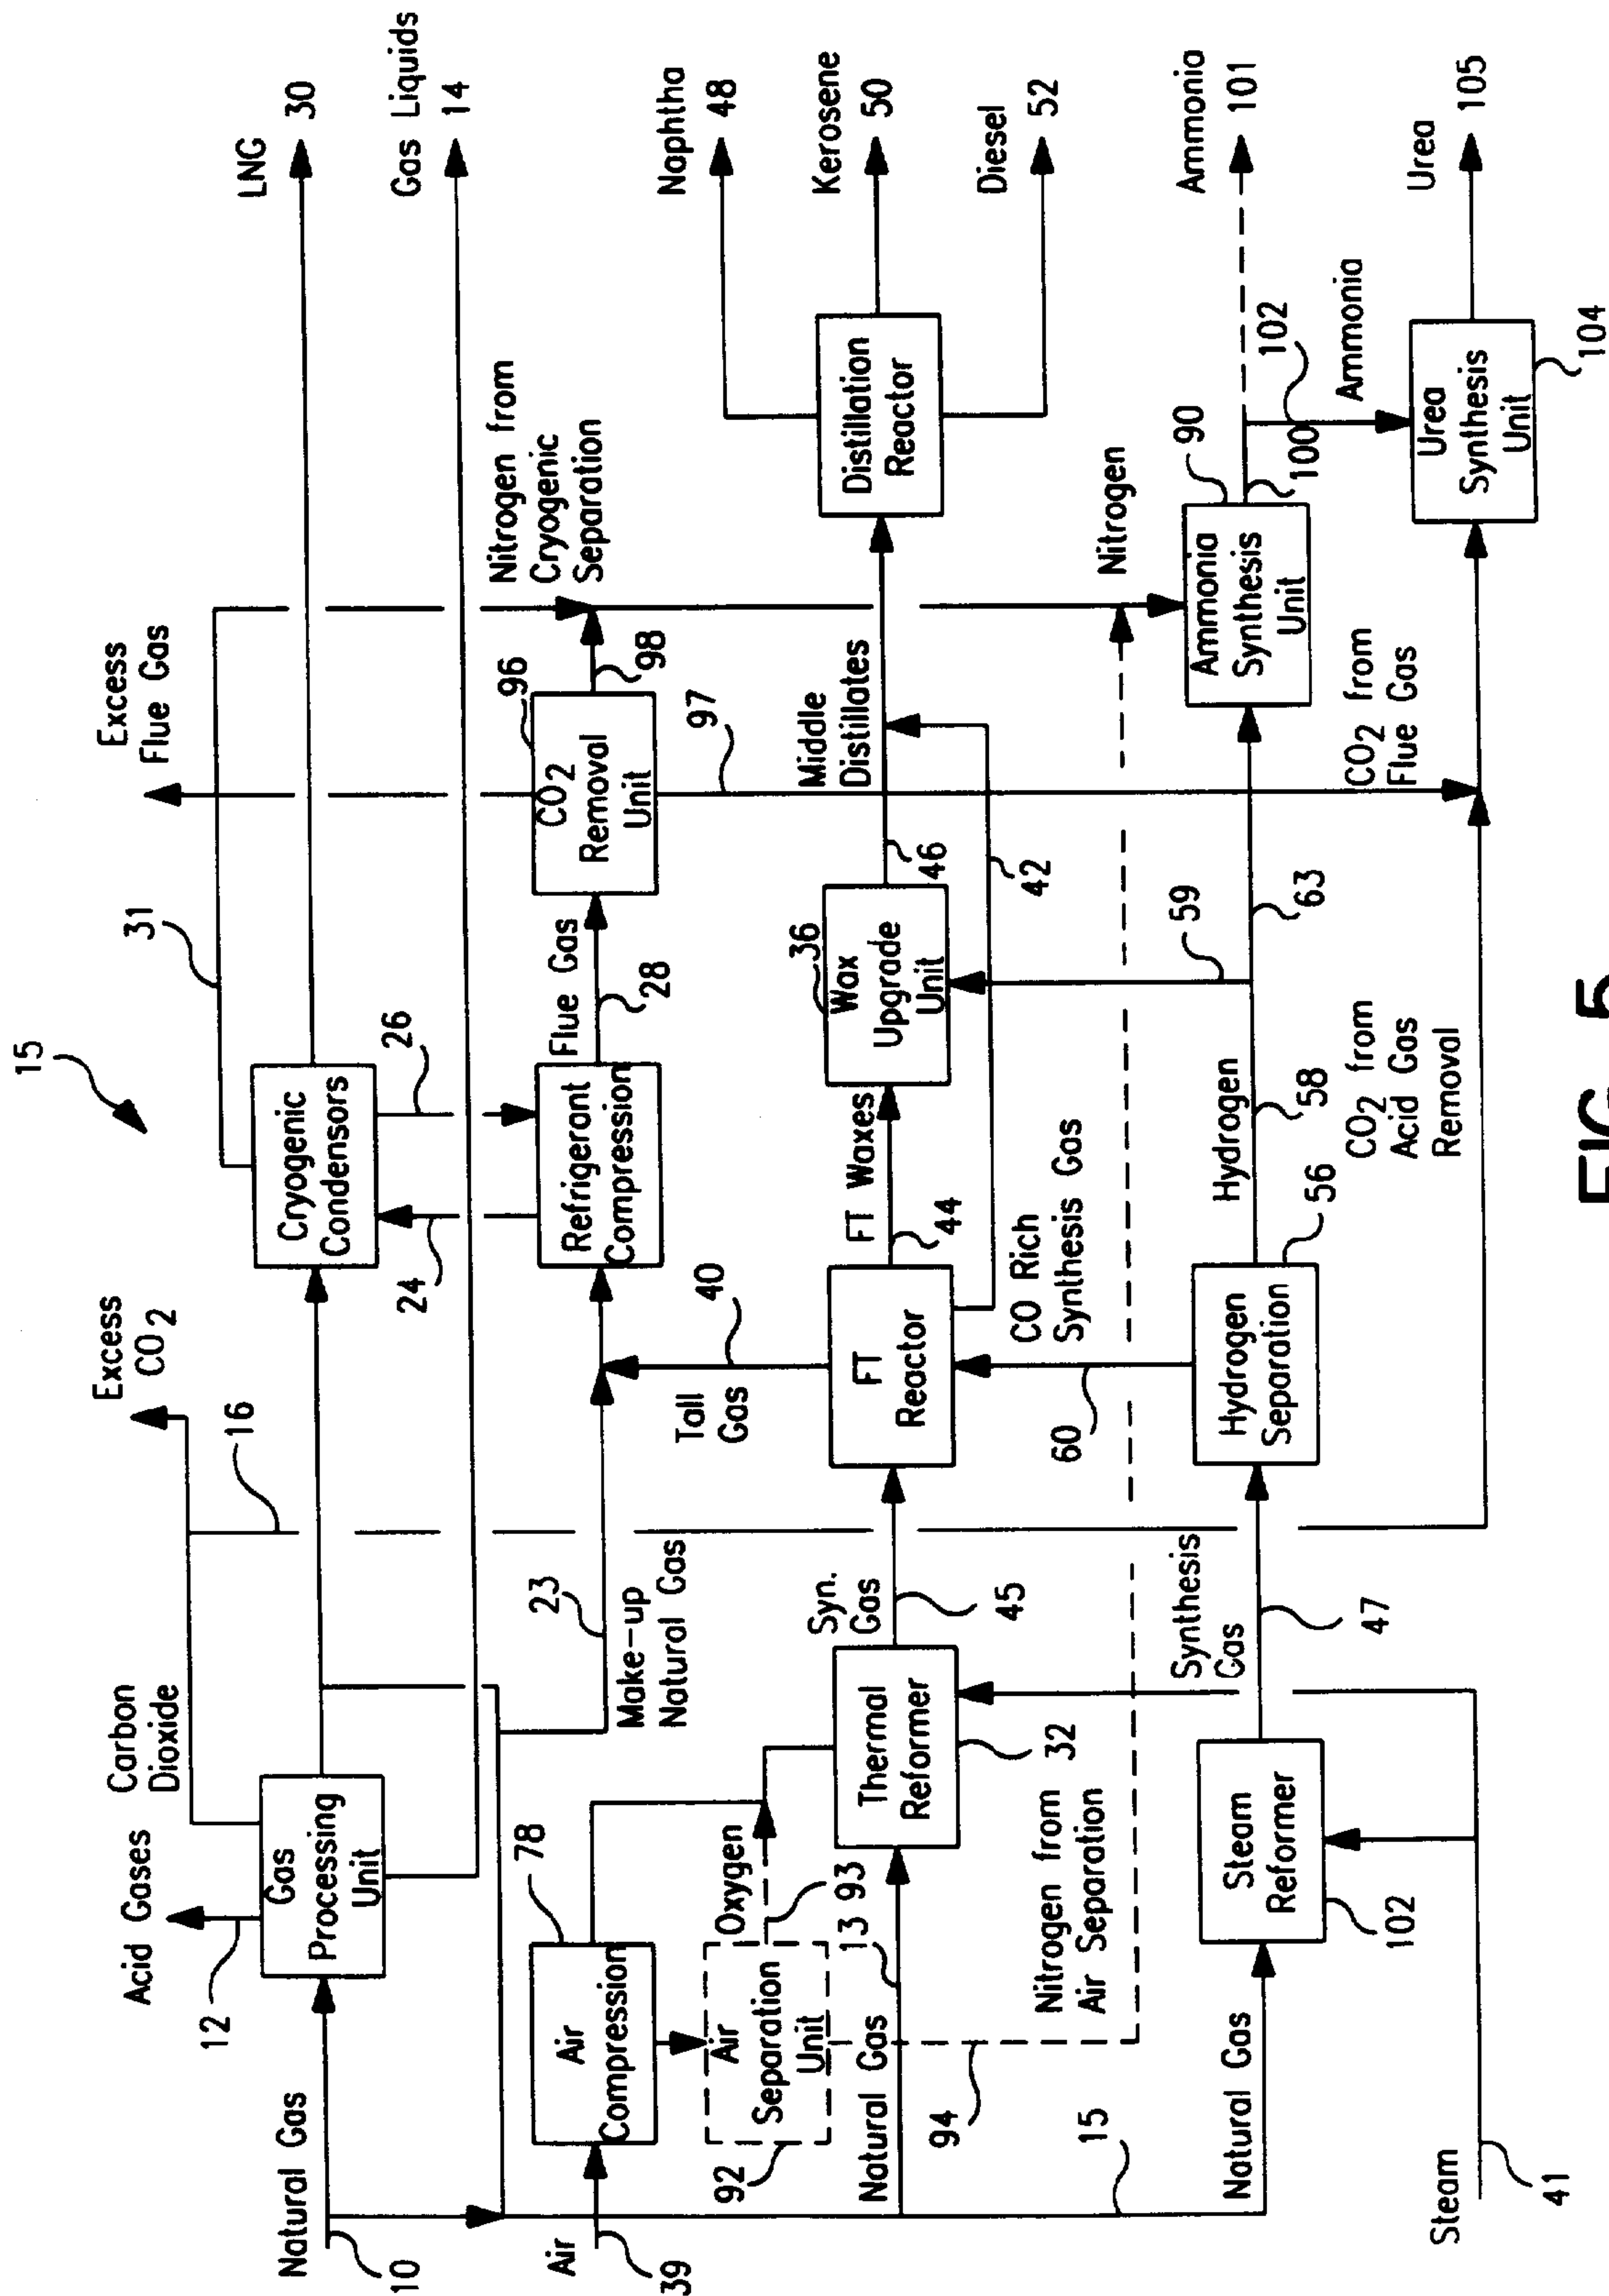 15
Natural Gas
10
Acid Gases
12
Gas
Processing
Unit
Carbon
Dioxide
16
Excess
CO2
Cryogenic
Condensors
31
Excess
Flue Gas
LNG
30
Gas Liquids
14
24
26
Air
39
Air
Compression
78
23
Make-up
Natural Gas
Refrigerant
Compression
Flue Gas
28
CO2
Removal
Unit
96
98
97
Nitrogen from
Cryogenic
Separation
92
Air
Separation
Unit
Oxygen
93
94
Nitrogen from
Air Separation
Natural Gas
13
Thermal
Reformer
32
Syn.
Gas
45
Tall
Gas
40
FT
Reactor
FT Waxes
44
36
Wax
Upgrade
Unit
46
42
Middle
Distillates
Distillation
Reactor
Naphtha
48
Kerosene
50
Diesel
52
CO Rich
Synthesis Gas
60
15
Natural Gas
Steam
Reformer
102
Synthesis
Gas
47
Hydrogen
Separation
56
Hydrogen
58
59
63
Nitrogen
Ammonia
Synthesis
Unit
90
100
102
Ammonia
101
Ammonia
Steam
41
CO2 from
Acid Gas
Removal
CO2 from
Flue Gas
Urea
Synthesis
Unit
104
Urea
105
FIG. 5